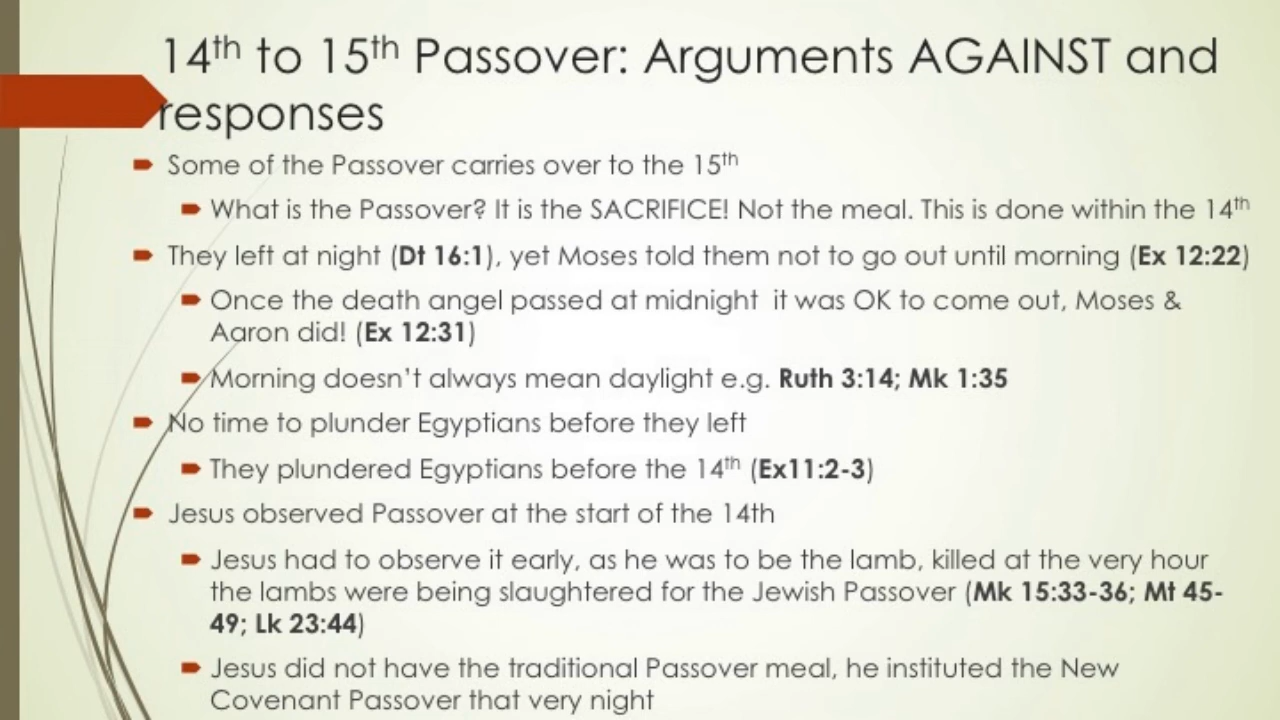 14th to 15th Passover: Arguments AGAINST and
responses
Some of the Passover carries over to the 15th
What is the Passover? It is the SACRIFICE! Not the meal. This is done within the 14th
They left at night (Dt 16:1), yet Moses told them not to go out until morning (Ex 12:22)
Once the death angel passed at midnight  it was OK to come out, Moses &
Aaron did! (Ex 12:31)
Morning doesn't always mean daylight e.g. Ruth 3:14; Mk 1:35
No time to plunder Egyptians before they left
They plundered Egyptians before the 14th (Ex11:2-3)
Jesus observed Passover at the start of the 14th
Jesus had to observe it early, as he was to be the lamb, killed at the very hour
the lambs were being slaughtered for the Jewish Passover (Mk 15:33-36; Mt 45-
49; Lk 23:44)
Jesus did not have the traditional Passover meal, he instituted the New
Covenant Passover that very night